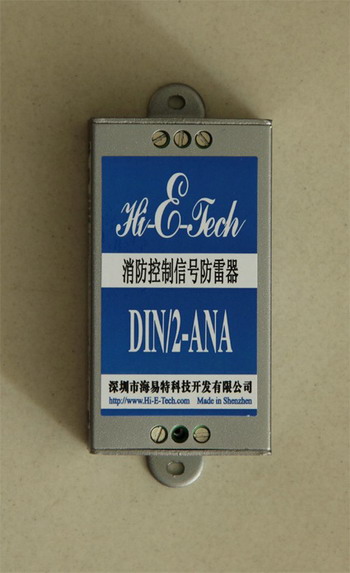 Hi-E-Tech
消防控制信号防雷器
DIN/2-ANA
深圳市海易特科技开发有限公司
http://www.Hi-E-Tech.com Made in Shenzhen